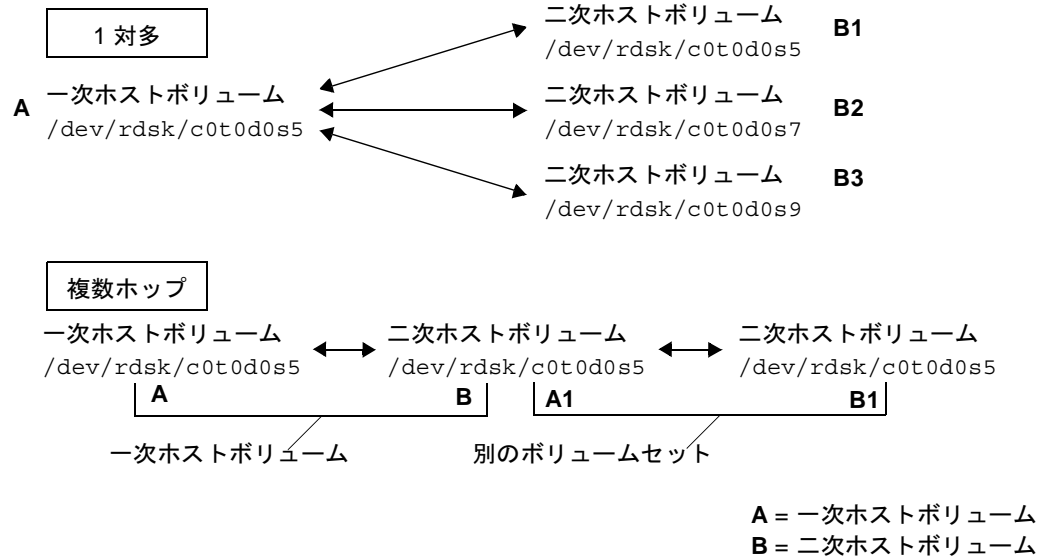 1 対多
二次ホストボリューム B1
/dev/rdsk/c0t0d0s5
A 一次ホストボリューム
/dev/rdsk/c0t0d0s5
二次ホストボリューム B2
/dev/rdsk/c0t0d0s7
二次ホストボリューム B3
/dev/rdsk/c0t0d0s9
複数ホップ
一次ホストボリューム 二次ホストボリューム 二次ホストボリューム
/dev/rdsk/c0t0d0s5 /dev/rdsk/c0t0d0s5 /dev/rdsk/c0t0d0s5
A B A1 B1
一次ホストボリューム 別のボリュームセット
A = 一次ホストボリューム
B = 二次ホストボリューム